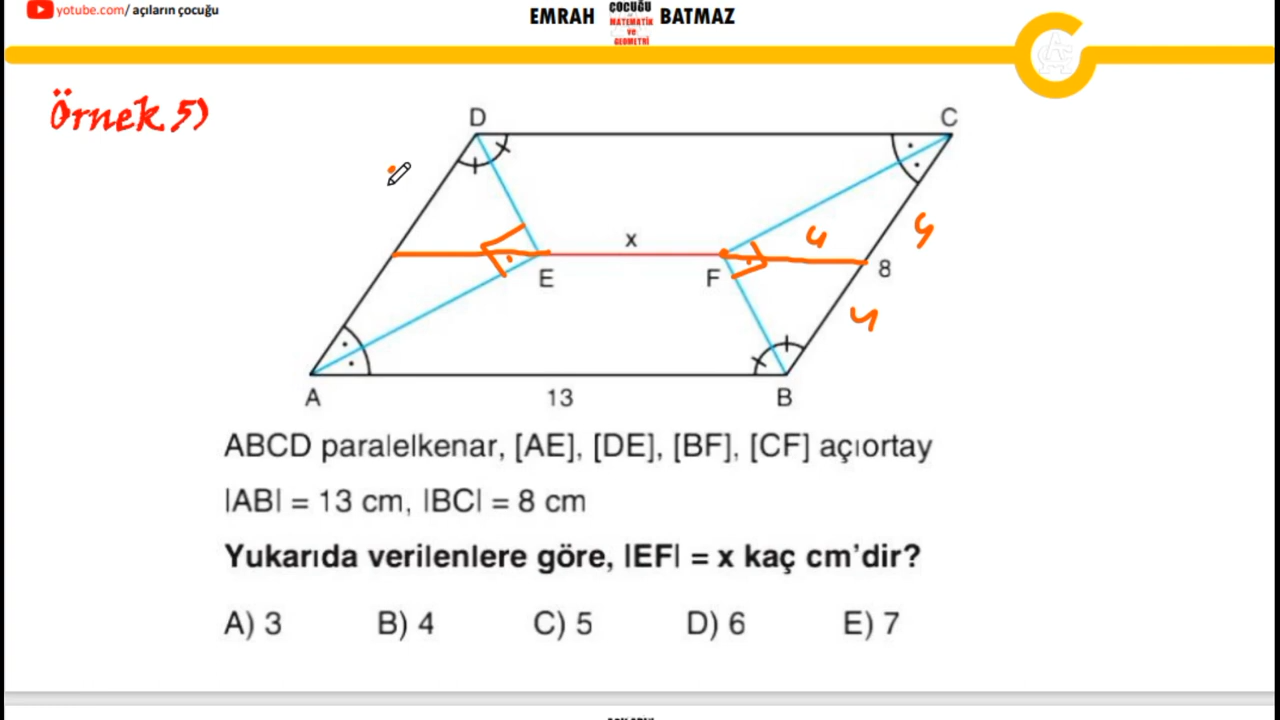 yotube.com/ açıların çocuğu
EMRAH ÇOCUĞU BATMAZ
MATEMATİK
ve
GEOMETRİ
Örnek 5)
D
C
x
4
4
E
F
8
4
A
13
B
ABCD paralelkenar, [AE], [DE], [BF], [CF] açıortay
|AB| = 13 cm, |BC| = 8 cm
Yukarıda verilenlere göre, |EF| = x kaç cm'dir?
A) 3 B) 4 C) 5 D) 6 E) 7